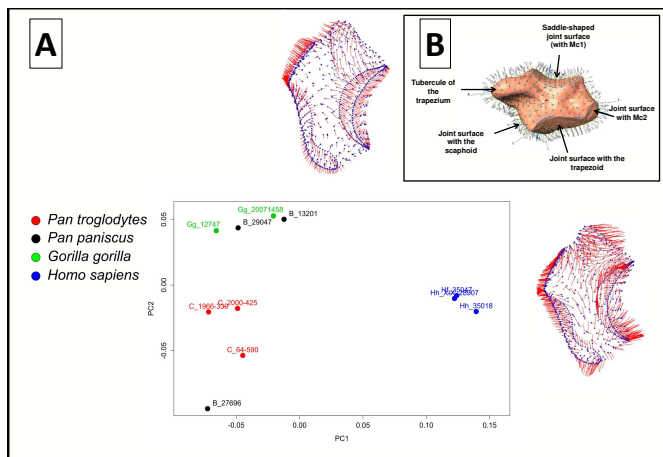 A
B
Saddle-shaped
joint surface
(with Mc1)
Tubercule of
the
trapezium
Joint surface
with Mc2
Joint surface
with the
scaphoid
Joint surface with the
trapezoid
Pan troglodytes
Pan paniscus
Gorilla gorilla
Homo sapiens
Gg_20071458
Gg_12747
B_13201
B_29047
C_2000-425
C_64-590
B_27696
Hf_35047
Hh_35018
PC2
0.05
0.00
-0.05
-0.05
0.00
0.05
0.10
0.15
PC1